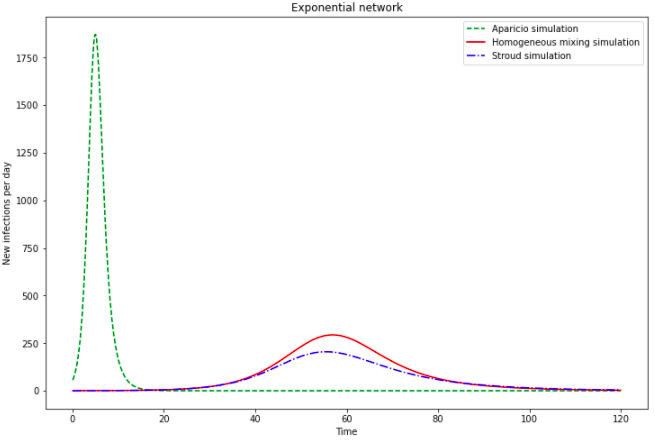 Exponential network
Aparicio simulation
Homogeneous mixing simulation
Stroud simulation
New infections per day
1750
1500
1250
1000
750
500
250
0
0 20 40 60 80 100 120
Time